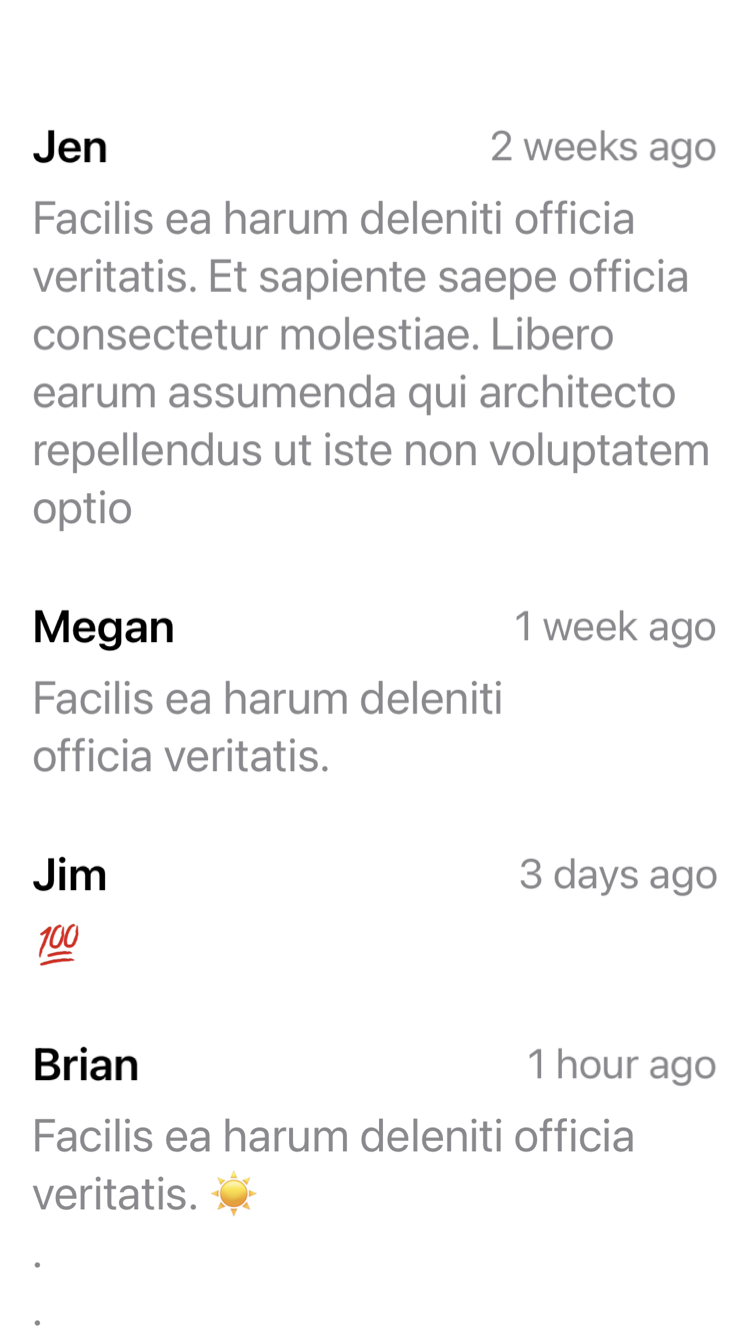 Jen 2 weeks ago
Facilis ea harum deleniti officia
veritatis. Et sapiente saepe officia
consectetur molestiae. Libero
earum assumenda qui architecto
repellendus ut iste non voluptatem
optio
Megan 1 week ago
Facilis ea harum deleniti
officia veritatis.
Jim 3 days ago
💯
Brian 1 hour ago
Facilis ea harum deleniti officia
veritatis. ☀️
.
.